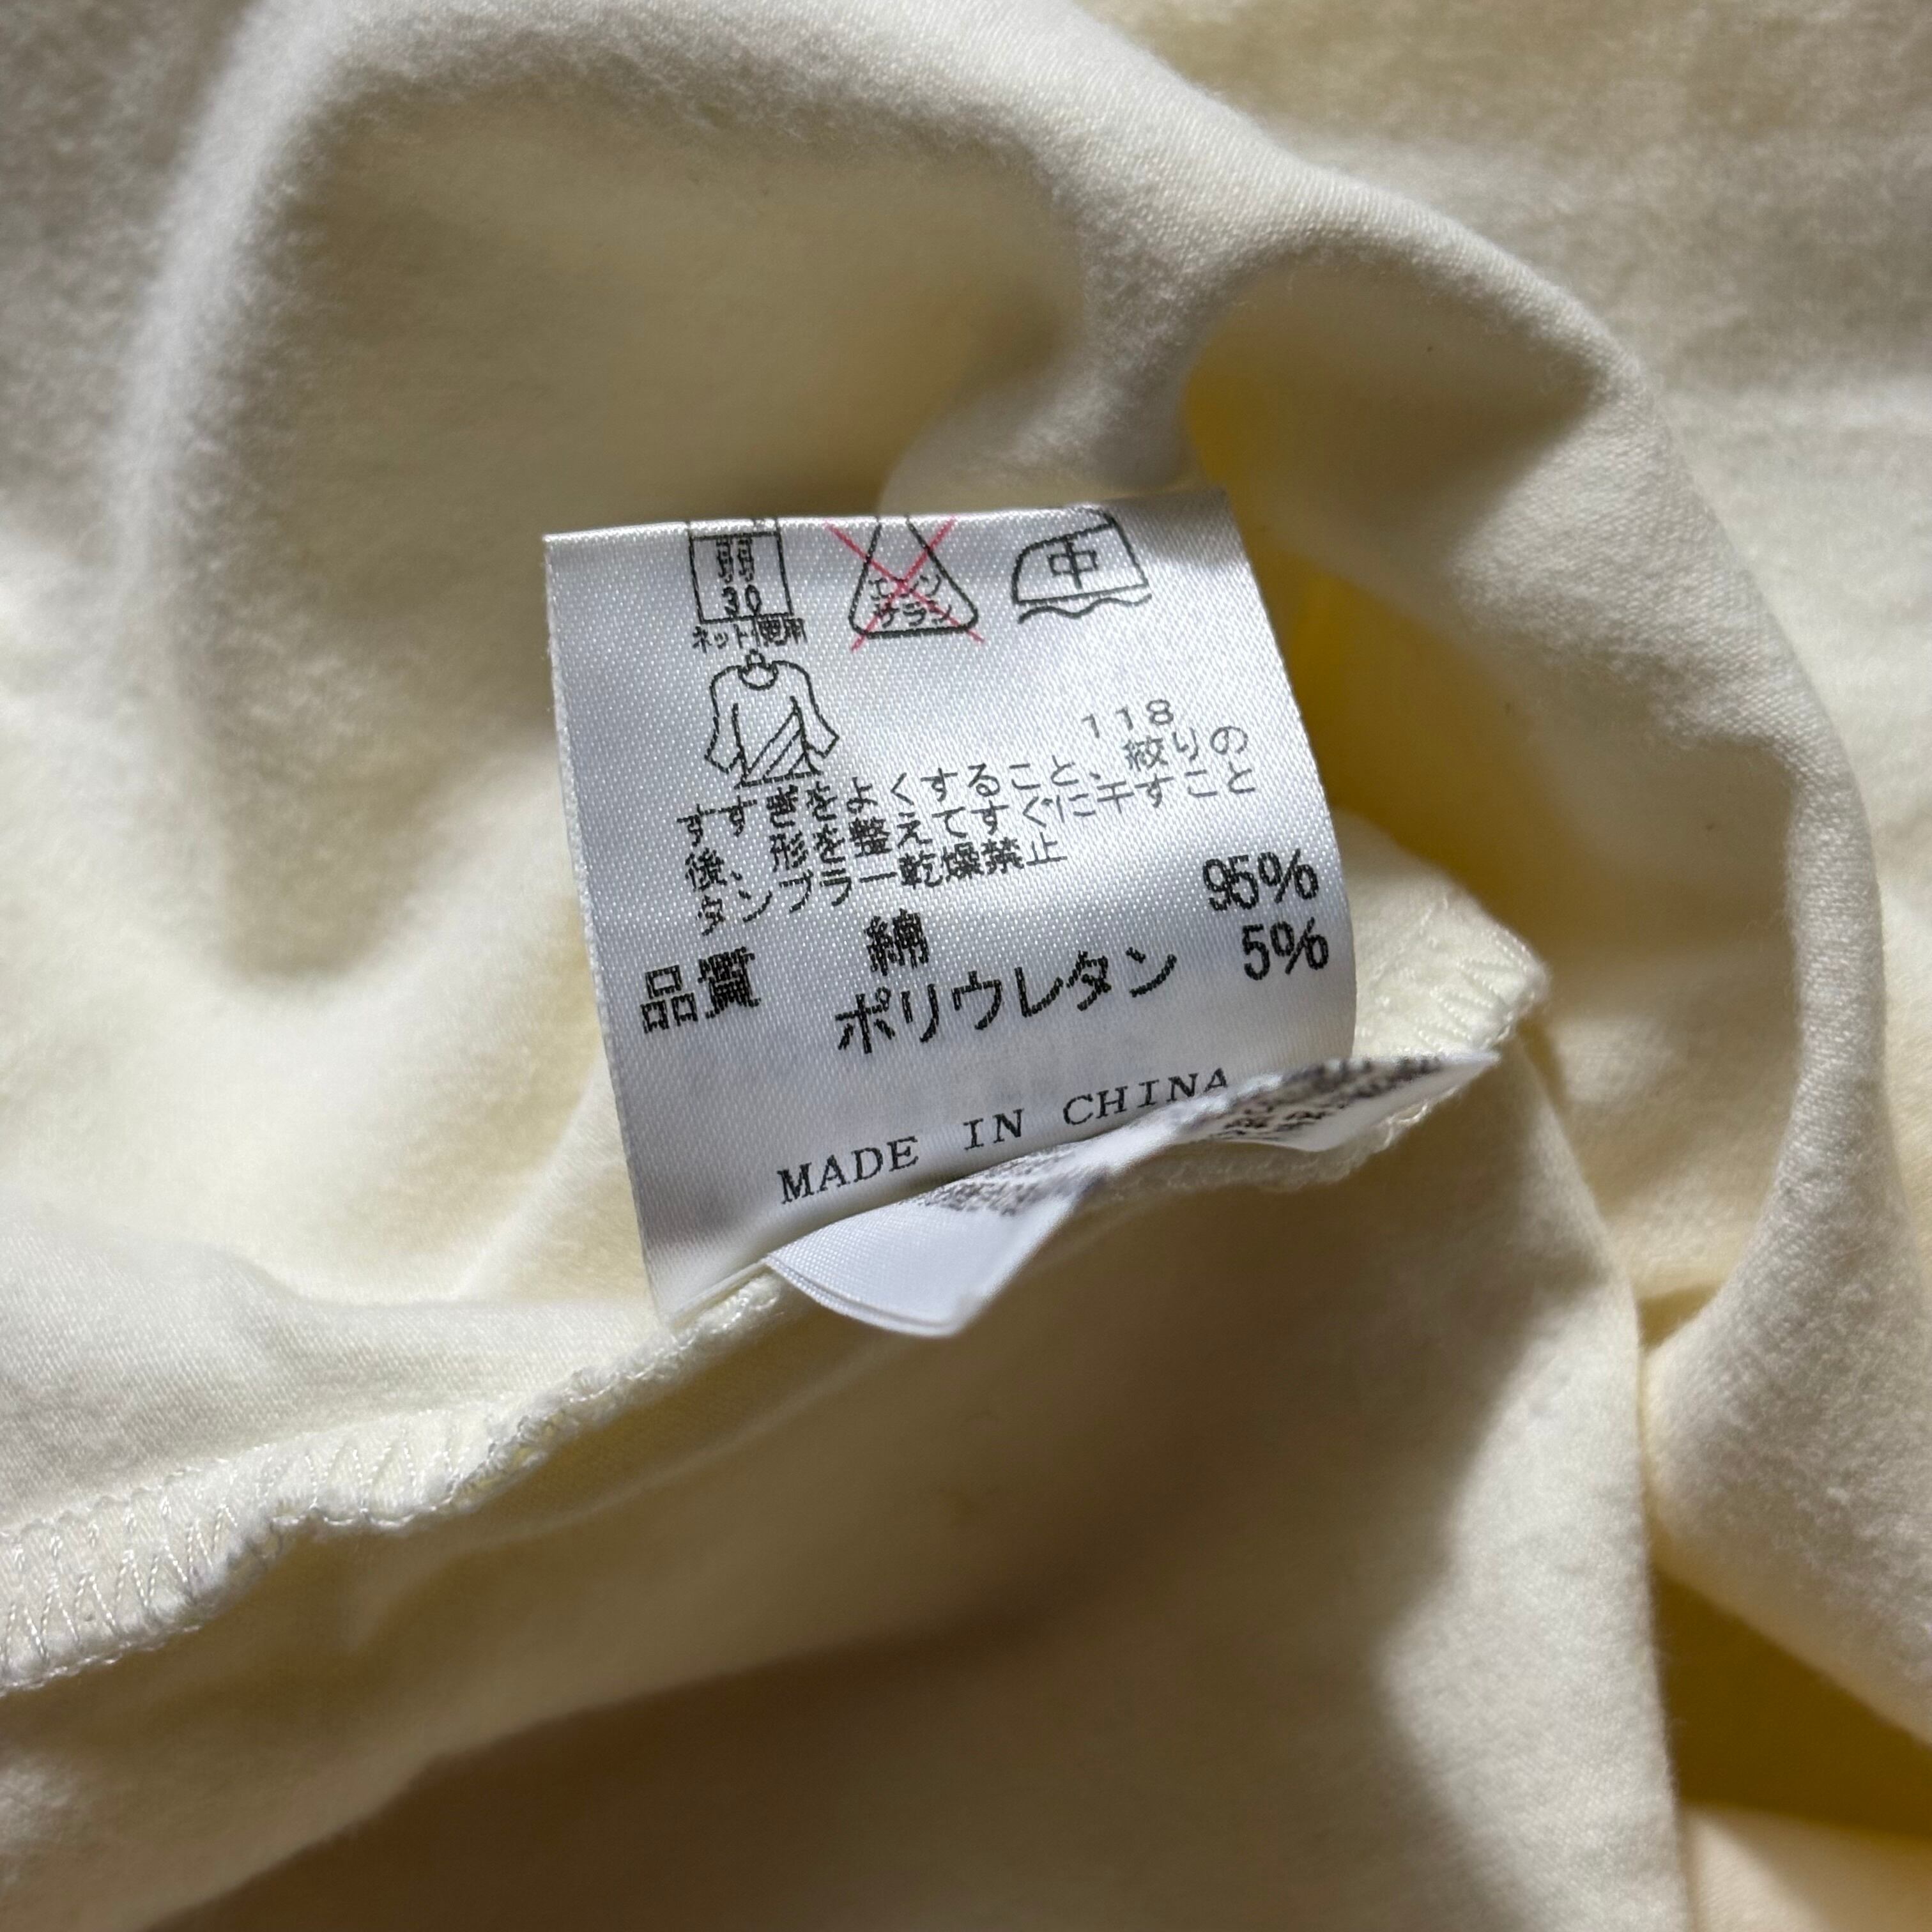 弱
30
ネット使用
エンソ
サラシ
中
118
すすぎをよくすること、絞りの
後、形を整えてすぐに干すこと
タンブラー乾燥禁止
品質 綿 95%
ポリウレタン 5%
MADE IN CHINA